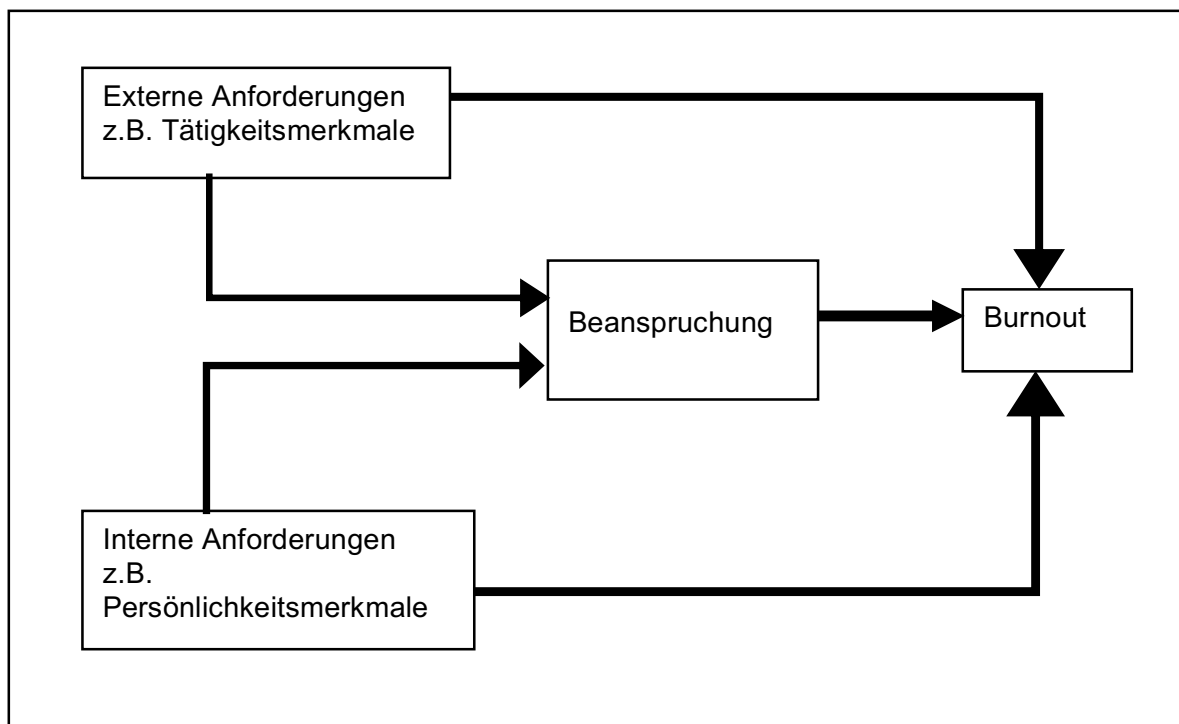 Externe Anforderungen
z.B. Tätigkeitsmerkmale
Beanspruchung
Burnout
Interne Anforderungen
z.B.
Persönlichkeitsmerkmale